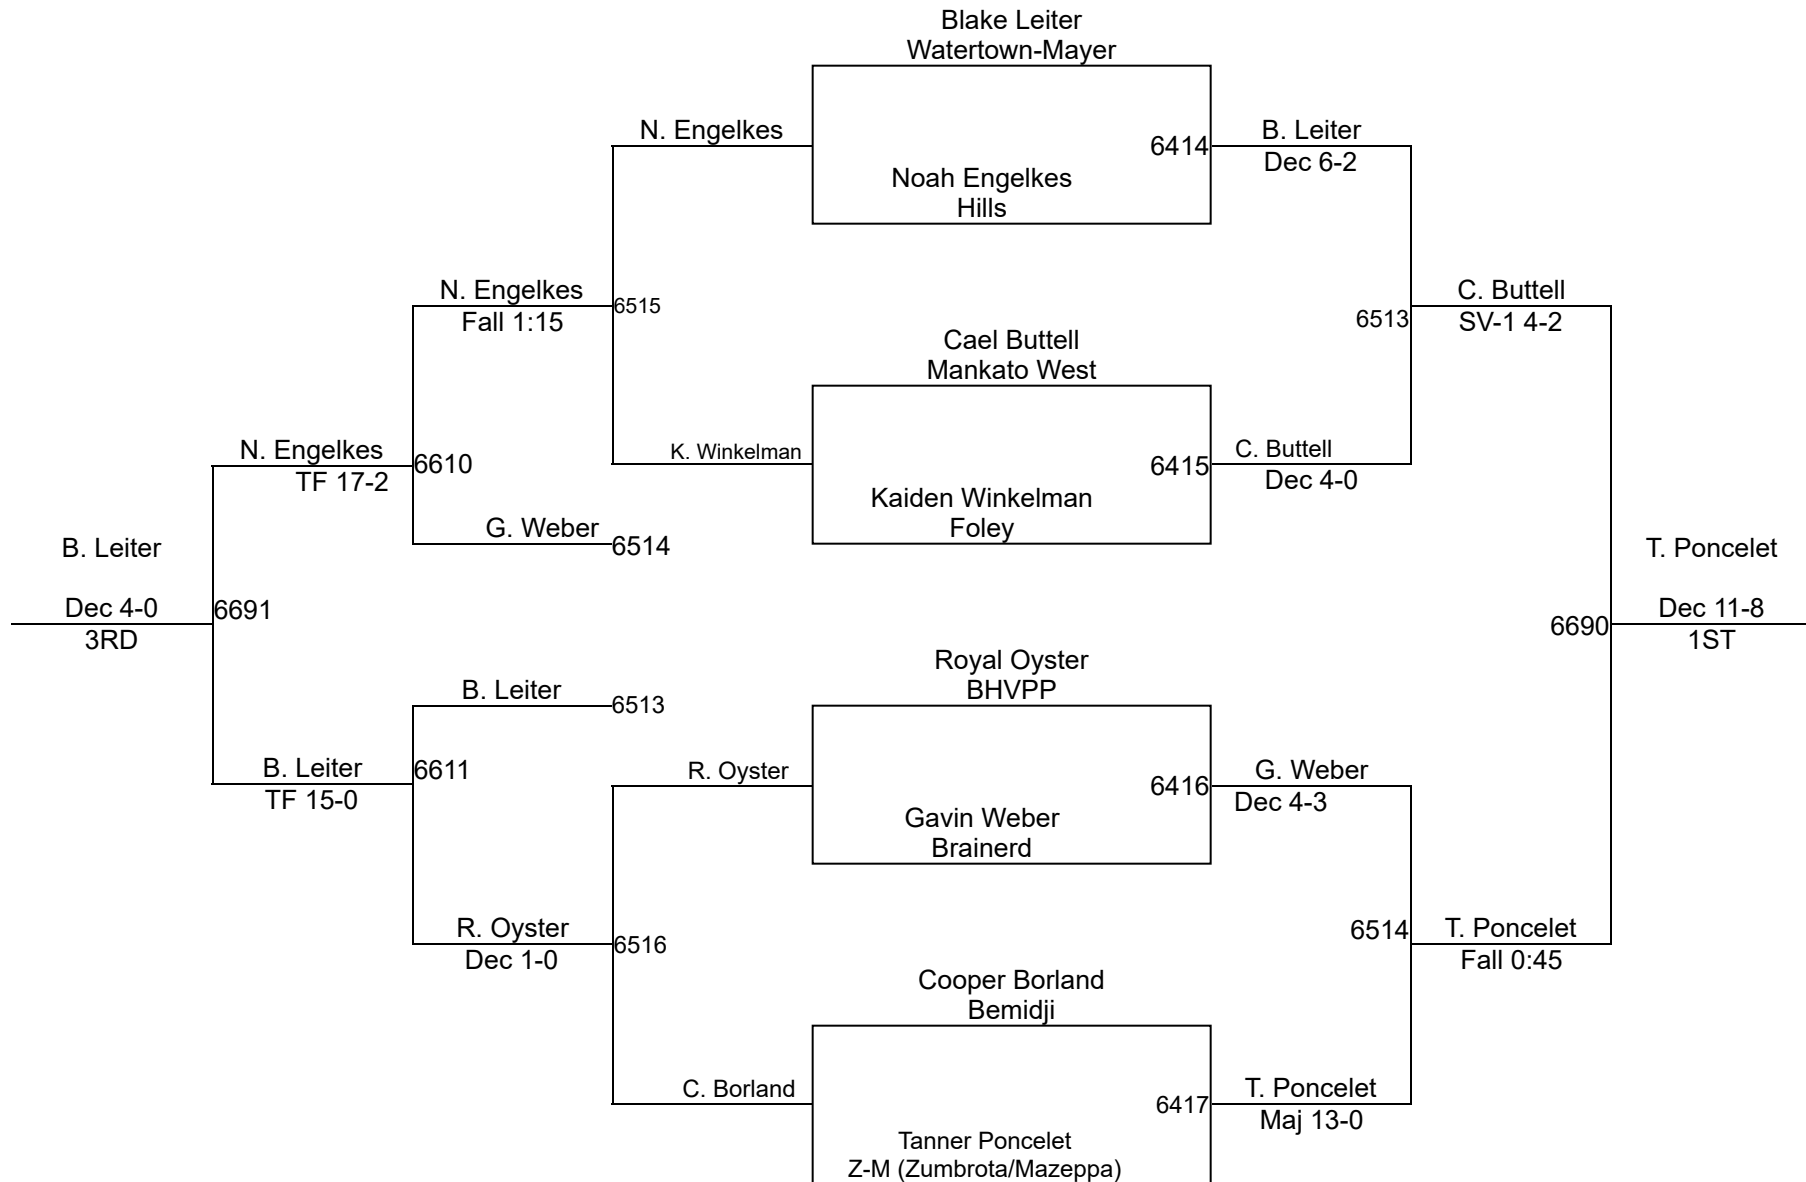 Blake Leiter
Watertown-Mayer
N. Engelkes
6414
B. Leiter
Dec 6-2
Noah Engelkes
Hills
N. Engelkes
Fall 1:15
6515
6513
C. Buttell
SV-1 4-2
Cael Buttell
Mankato West
N. Engelkes
TF 17-2
6610
K. Winkelman
6415
C. Buttell
Dec 4-0
Kaiden Winkelman
Foley
G. Weber
6514
B. Leiter
Dec 4-0
3RD
6691
T. Poncelet
6690
Dec 11-8
1ST
Royal Oyster
BHVPP
B. Leiter
6513
B. Leiter
TF 15-0
6611
R. Oyster
6416
G. Weber
Dec 4-3
Gavin Weber
Brainerd
R. Oyster
Dec 1-0
6516
6514
T. Poncelet
Fall 0:45
Cooper Borland
Bemidji
C. Borland
6417
T. Poncelet
Maj 13-0
Tanner Poncelet
Z-M (Zumbrota/Mazeppa)